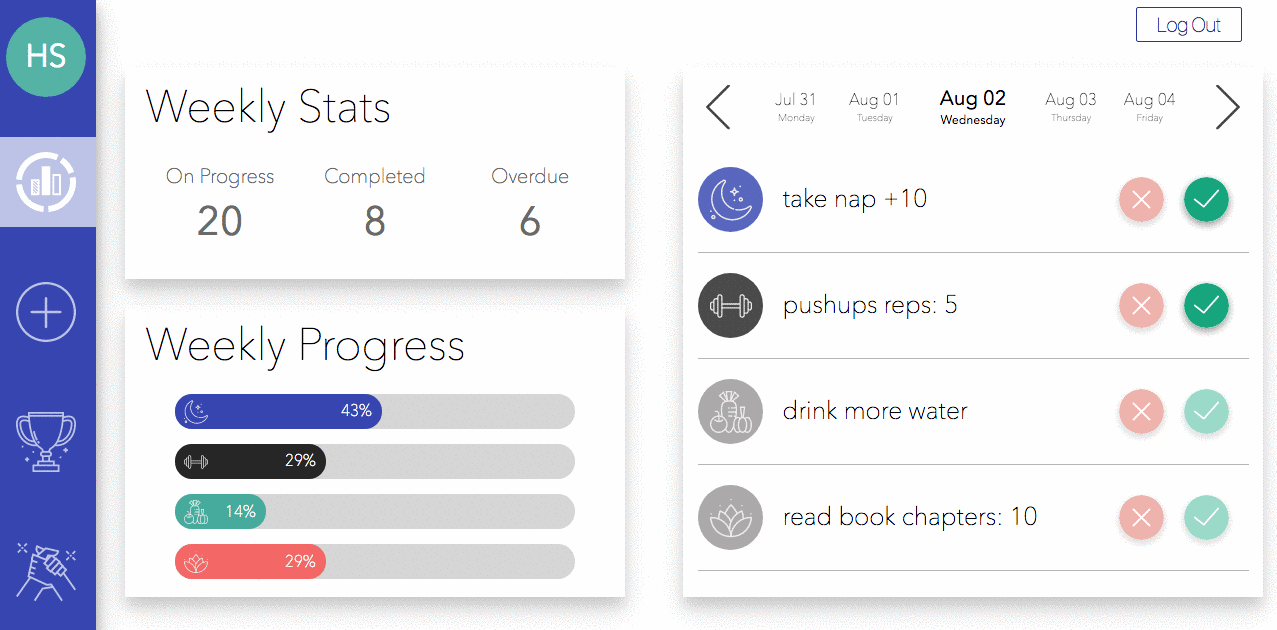 HS
Log Out
Weekly Stats
On Progress Completed Overdue
20 8 6
Weekly Progress
43%
29%
14%
29%
Jul 31 Aug 01 Aug 02 Aug 03 Aug 04
Monday Tuesday Wednesday Thursday Friday
take nap +10
pushups reps: 5
drink more water
read book chapters: 10